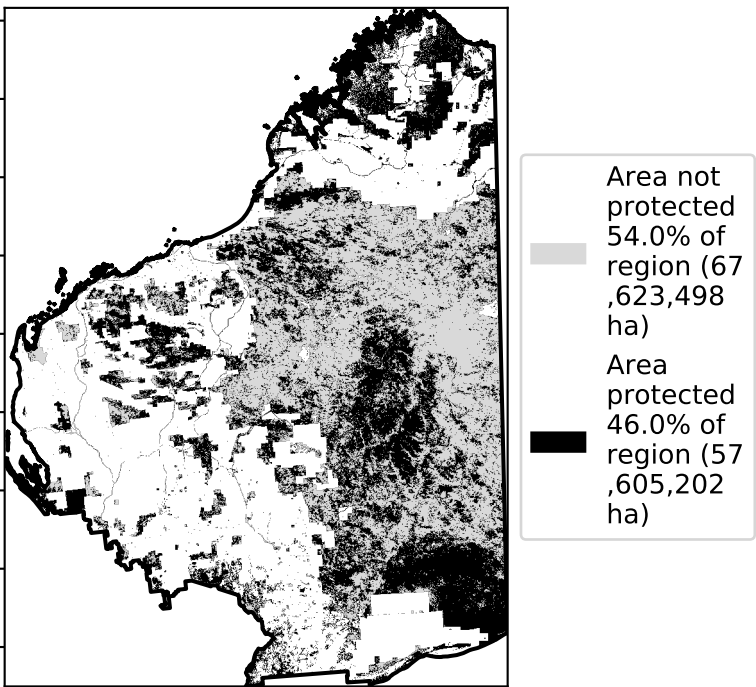 Area not
protected
54.0% of
region (67
,623,498
ha)
Area
protected
46.0% of
region (57
,605,202
ha)